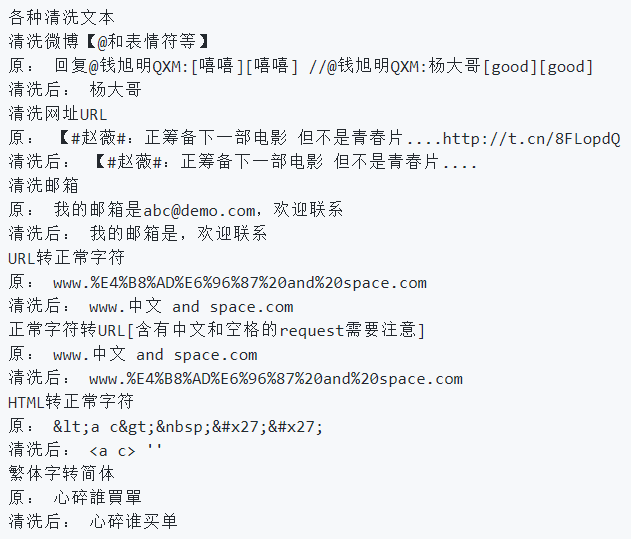 各种清洗文本
清洗微博【@和表情符等】
原： 回复@钱旭明QXM:[嘻嘻][嘻嘻] //@钱旭明QXM:杨大哥[good][good]
清洗后： 杨大哥
清洗网址URL
原： 【#赵薇#：正筹备下一部电影 但不是青春片....http://t.cn/8FLopdQ
清洗后： 【#赵薇#：正筹备下一部电影 但不是青春片....
清洗邮箱
原： 我的邮箱是abc@demo.com，欢迎联系
清洗后： 我的邮箱是，欢迎联系
URL转正常字符
原： www.%E4%B8%AD%E6%96%87%20and%20space.com
清洗后： www.中文 and space.com
正常字符转URL[含有中文和空格的request需要注意]
原： www.中文 and space.com
清洗后： www.%E4%B8%AD%E6%96%87%20and%20space.com
HTML转正常字符
原： &lt;a c&gt;&nbsp;&#x27;&#x27;
清洗后： <a c> ''
繁体字转简体
原： 心碎誰買單
清洗后： 心碎谁买单